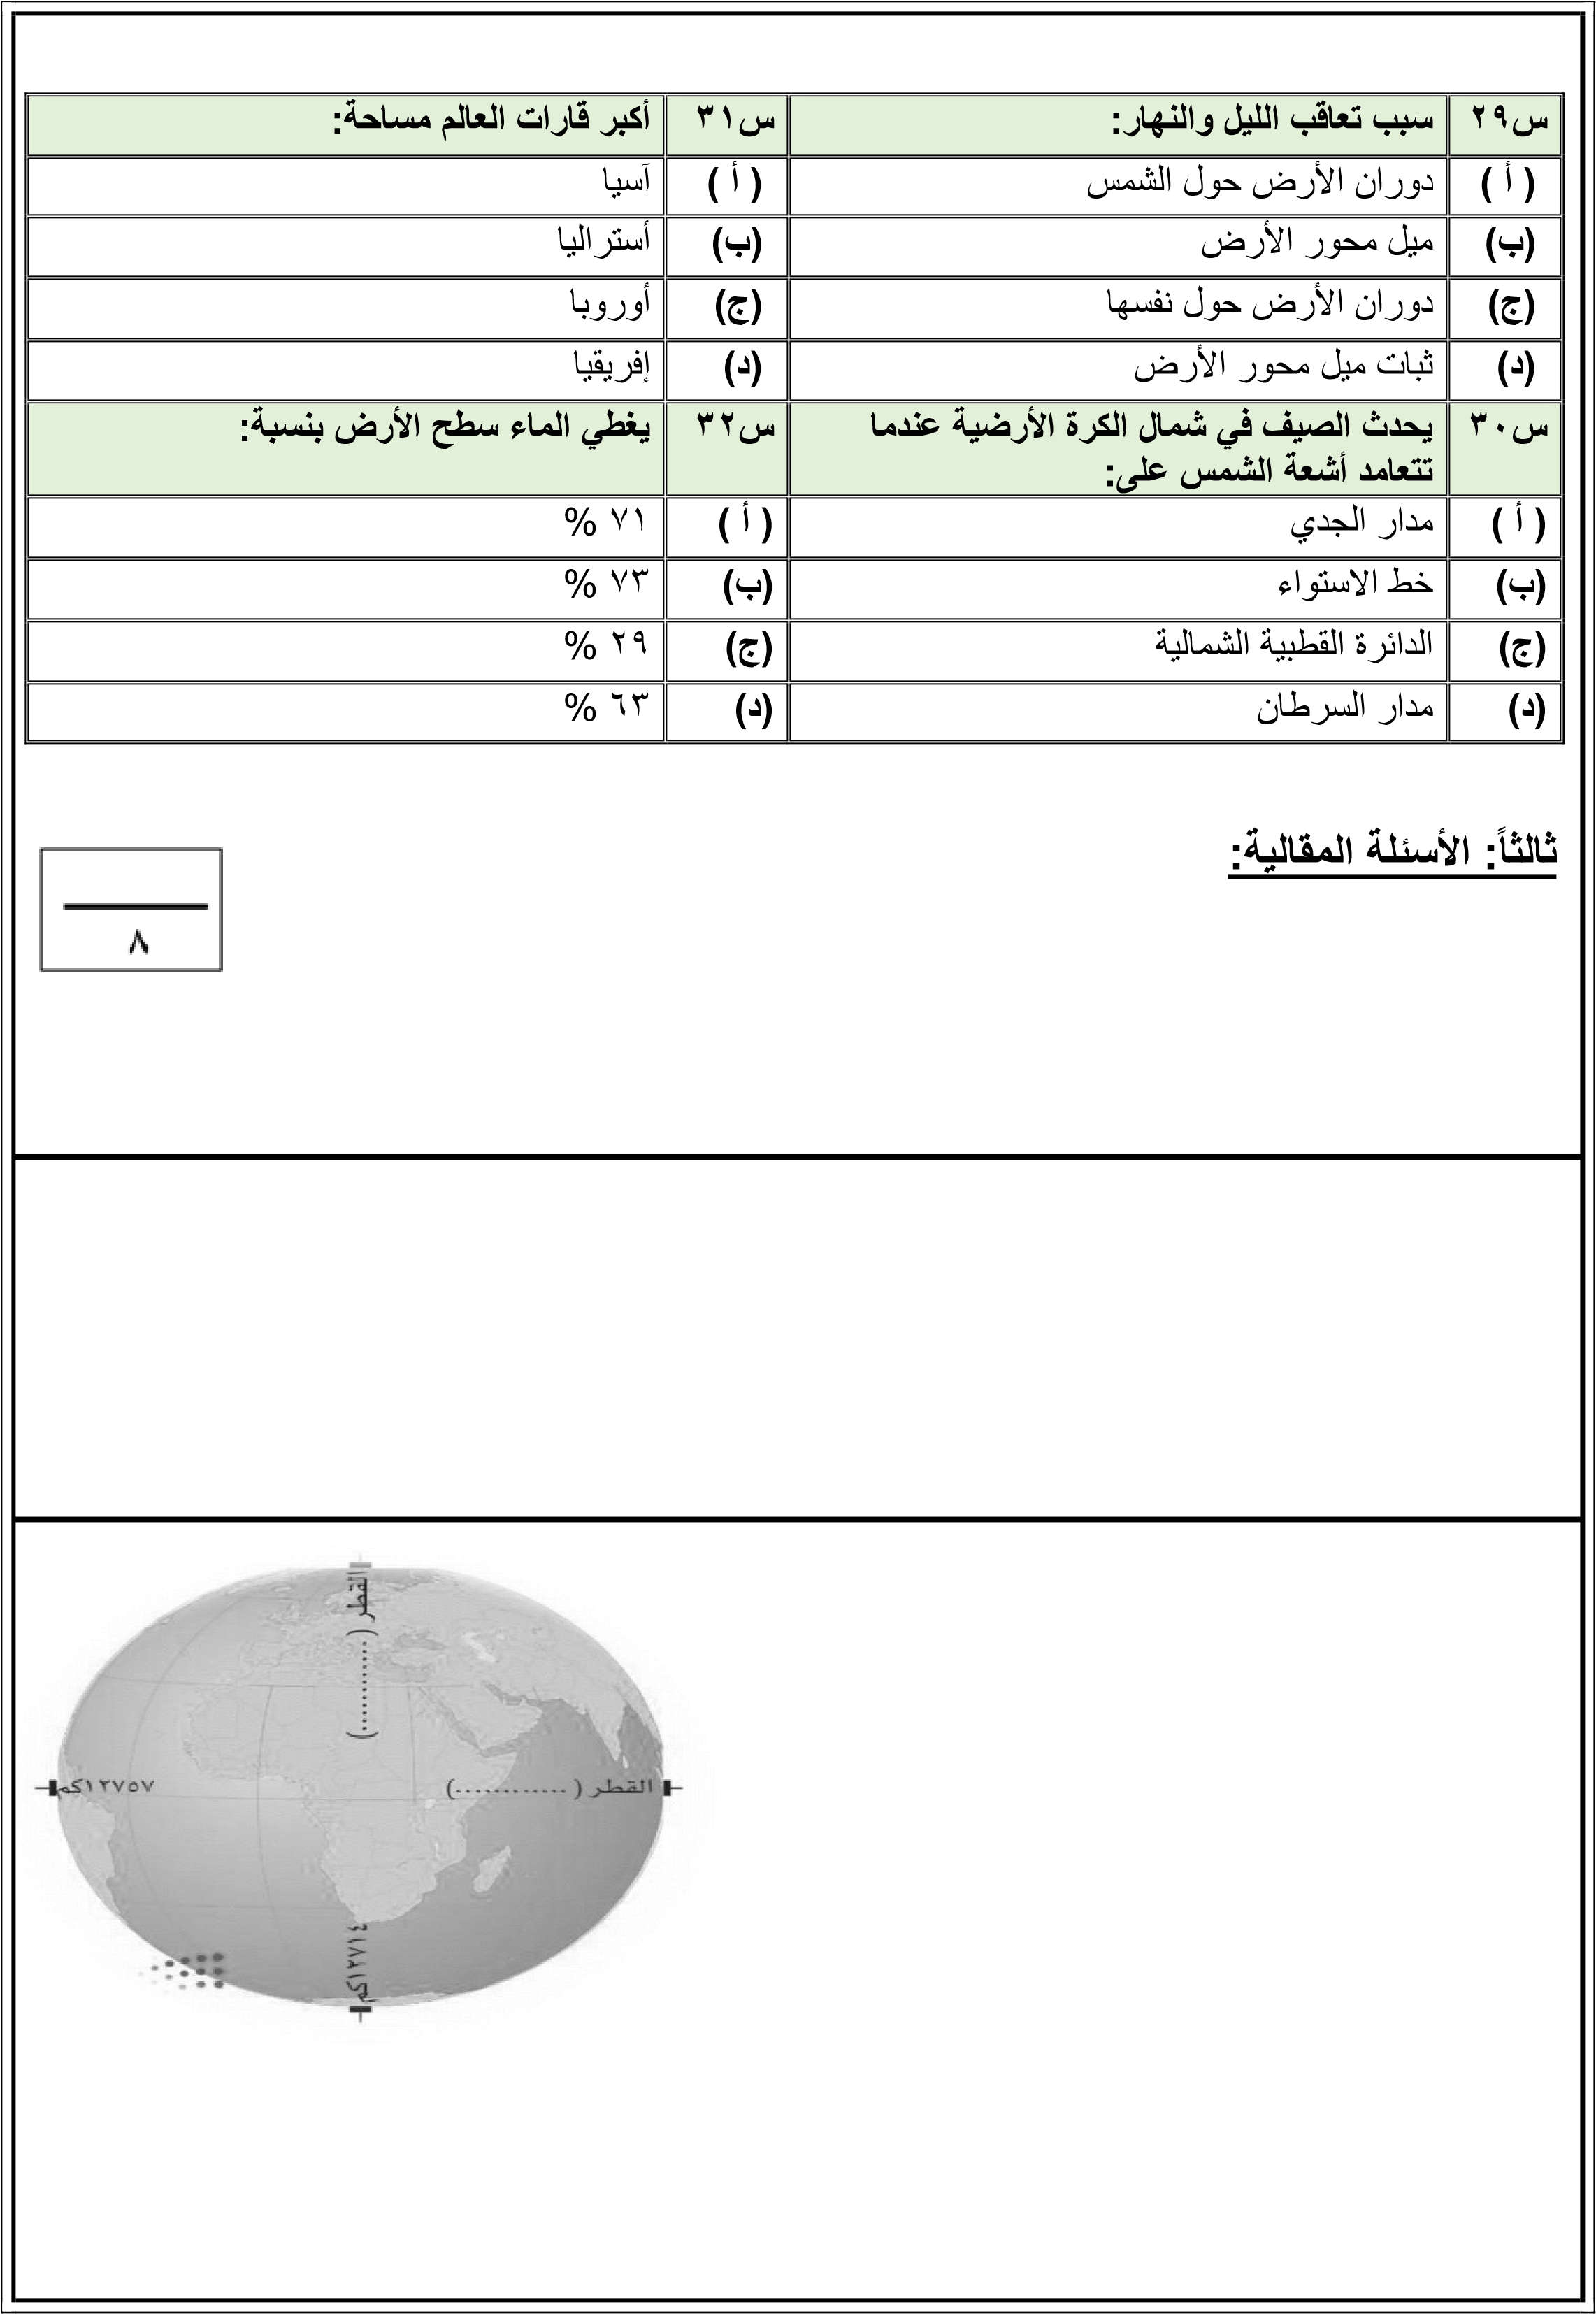 س٢٩ سبب تعاقب الليل والنهار: س٣١ أكبر قارات العالم مساحة:
( أ ) دوران الأرض حول الشمس ( أ ) آسيا
(ب) ميل محور الأرض (ب) أستراليا
(ج) دوران الأرض حول نفسها (ج) أوروبا
(د) ثبات ميل محور الأرض (د) إفريقيا
س٣٠ يحدث الصيف في شمال الكرة الأرضية عندما س٣٢ يغطي الماء سطح الأرض بنسبة:
تتعامد أشعة الشمس على:
( أ ) مدار الجدي ( أ ) ٧١ %
(ب) خط الاستواء (ب) ٧٣ %
(ج) الدائرة القطبية الشمالية (ج) ٢٩ %
(د) مدار السرطان (د) ٦٣ %
ثالثاً: الأسئلة المقالية:
٨
القطر (............)
القطر (............) ١٢٧٥٧كم
١٢٧١٤كم